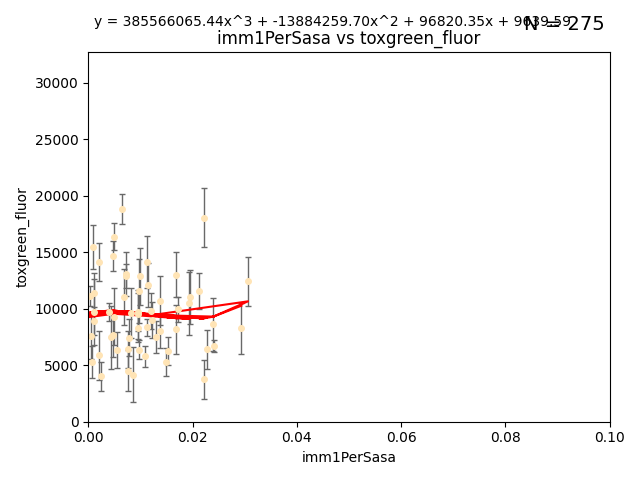 y = 385566065.44x^3 + -13884259.70x^2 + 96820.35x + 9639.59
N = 275
imm1PerSasa vs toxgreen_fluor
30000
25000
20000
15000
10000
5000
0
toxgreen_fluor
0.00 0.02 0.04 0.06 0.08 0.10
imm1PerSasa